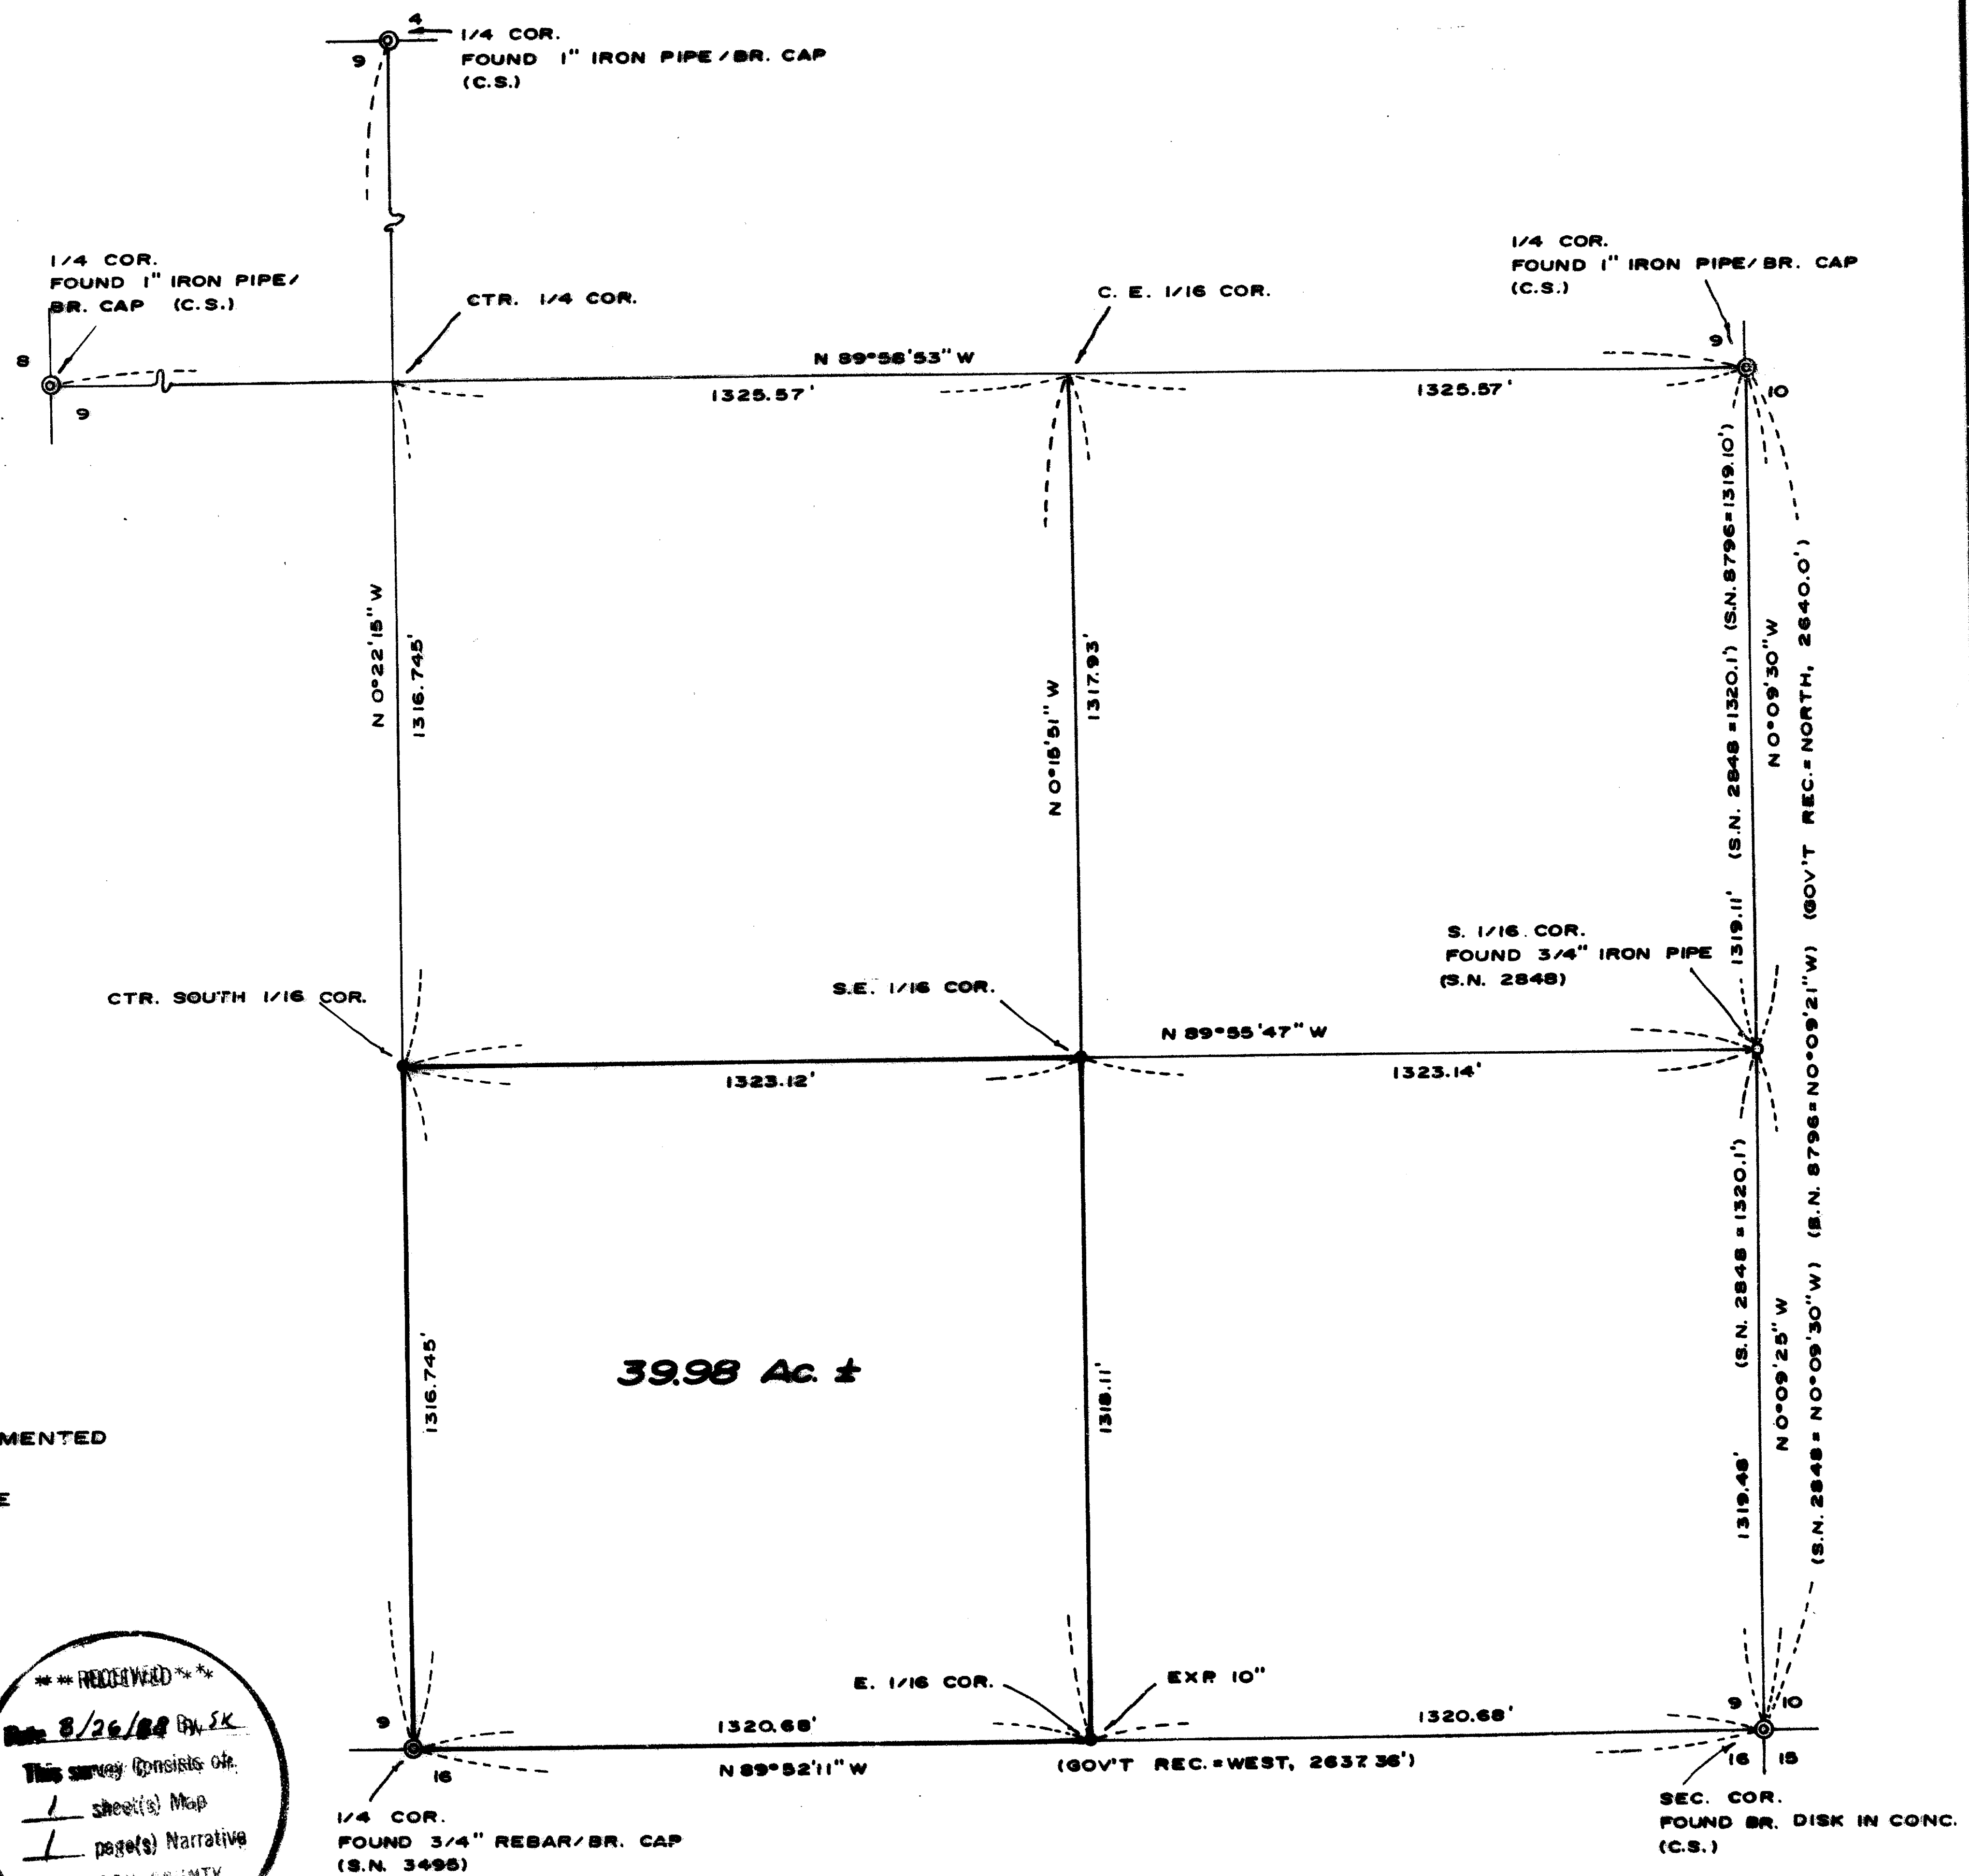 4
9
1/4 COR.
FOUND 1" IRON PIPE / BR. CAP
(C.S.)
1/4 COR.
FOUND 1" IRON PIPE/
BR. CAP (C.S.)
8
9
CTR. 1/4 COR.
C. E. 1/16 COR.
1/4 COR.
FOUND 1" IRON PIPE/ BR. CAP
(C.S.)
9
10
N 89°56'53" W
1325.57'
1325.57'
N 0°22'15" W
1316.745'
N 0°15'51" W
1317.93'
1319.11' (S.N. 2848 = 1320.1') (S.N. 8796 = 1319.10')
N 0°09'30" W
(S.N. 2848 = N 0°09'30" W) (S.N. 8796 = N 0°09'21" W) (GOV'T REC. = NORTH, 2640.0')
CTR. SOUTH 1/16 COR.
S.E. 1/16 COR.
S. 1/16 COR.
FOUND 3/4" IRON PIPE
(S.N. 2848)
N 89°55'47" W
1323.12'
1323.14'
1316.745'
39.98 Ac. ±
1318.11'
1319.48' (S.N. 2848 = 1320.1')
N 0°09'25" W
MENTED
E
*** RECEIVED ***
Date 8/26/88 By SK
This survey Consists of:
1 sheet(s) Map
1 page(s) Narrative
9
16
1320.68'
N 89°52'11" W
E. 1/16 COR.
EXP. 10"
(GOV'T REC. = WEST, 2637.36')
1320.68'
9 10
16 15
1/4 COR.
FOUND 3/4" REBAR/BR. CAP
(S.N. 3495)
SEC. COR.
FOUND BR. DISK IN CONC.
(C.S.)